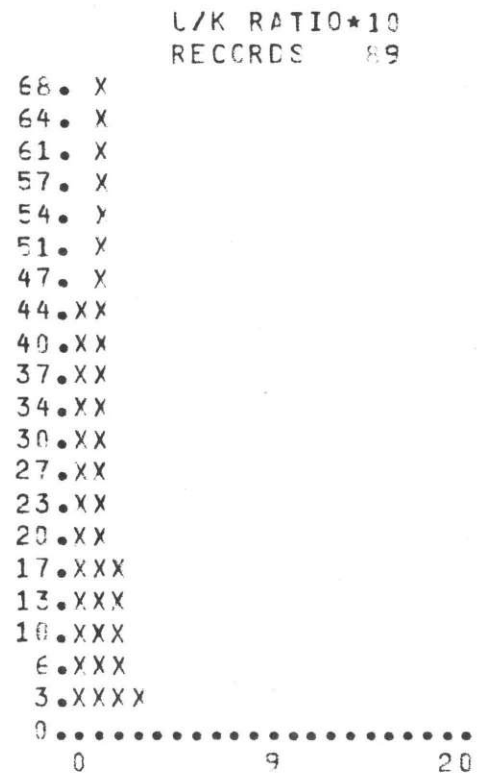 U/K RATIO*10
RECORDS 89
68. X
64. X
61. X
57. X
54. X
51. X
47. X
44.XX
40.XX
37.XX
34.XX
30.XX
27.XX
23.XX
20.XX
17.XXX
13.XXX
10.XXX
6.XXX
3.XXXX
0......................
0 9 20